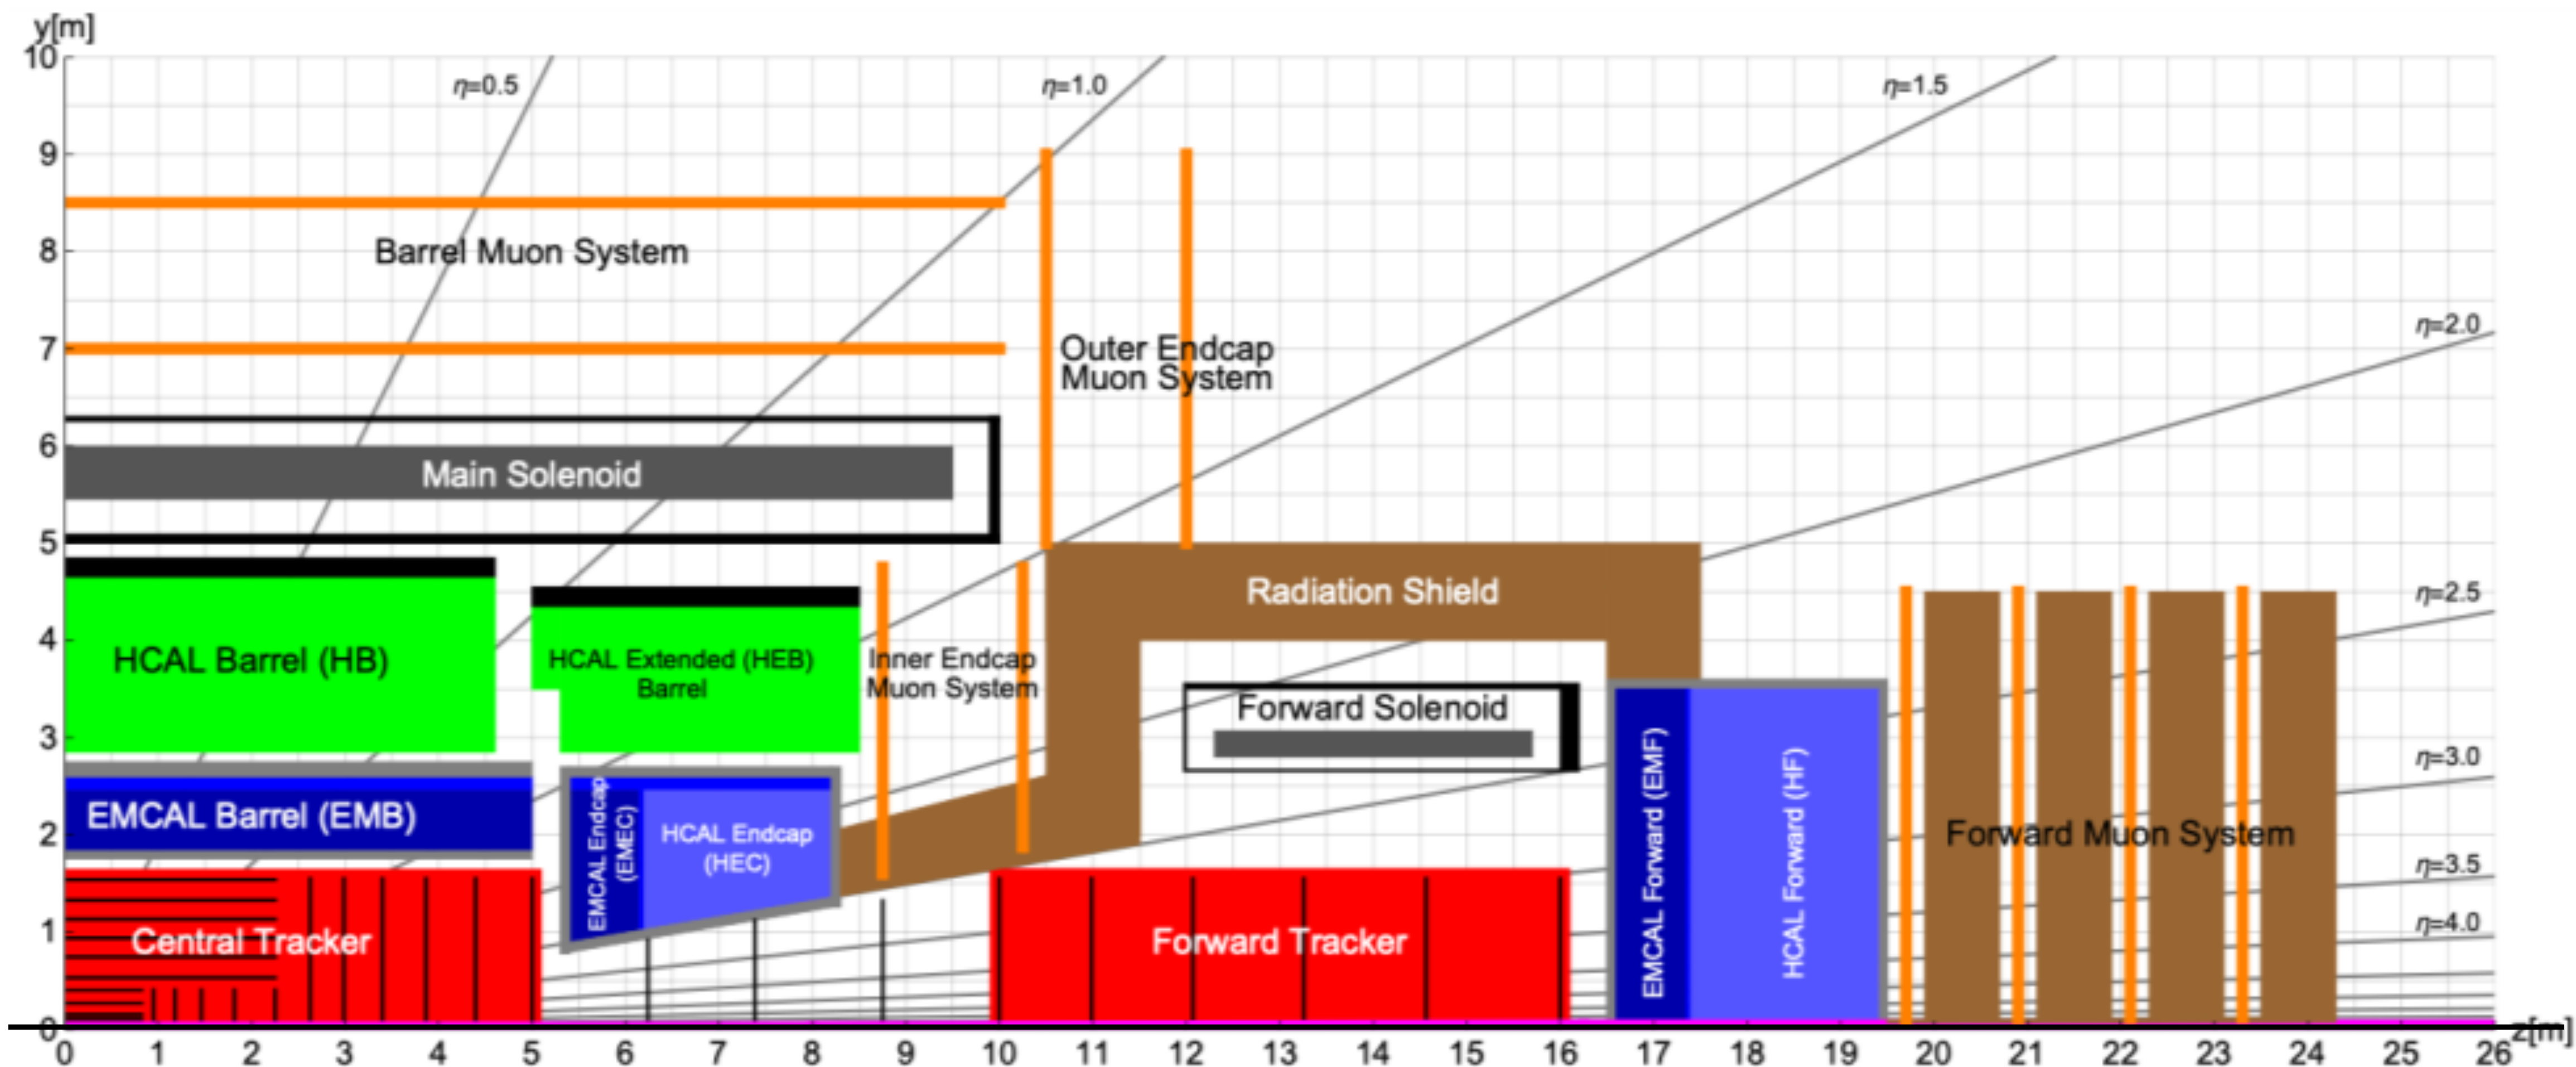 y[m]
10
η=0.5
η=1.0
η=1.5
9
8
Barrel Muon System
η=2.0
7
Outer Endcap
Muon System
6
Main Solenoid
5
Radiation Shield
η=2.5
4
HCAL Barrel (HB)
HCAL Extended (HEB)
Barrel
Inner Endcap
Muon System
Forward Solenoid
3
η=3.0
2
EMCAL Barrel (EMB)
EMCAL Endcap
(EMEC)
HCAL Endcap
(HEC)
EMCAL Forward (EMF)
HCAL Forward (HF)
Forward Muon System
η=3.5
1
Central Tracker
Forward Tracker
η=4.0
0
z[m]
0 1 2 3 4 5 6 7 8 9 10 11 12 13 14 15 16 17 18 19 20 21 22 23 24 25 26